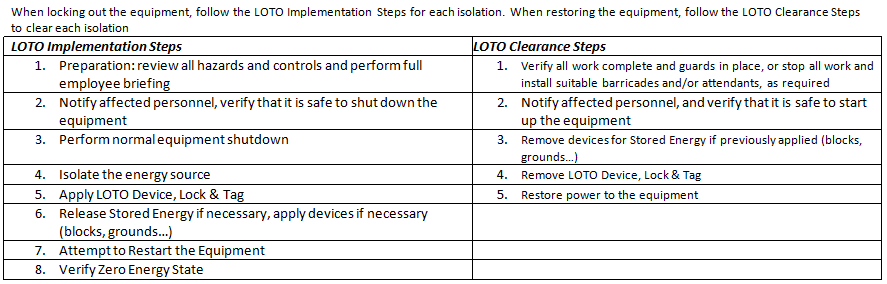 When locking out the equipment, follow the LOTO Implementation Steps for each isolation. When restoring the equipment, follow the LOTO Clearance Steps
to clear each isolation
LOTO Implementation Steps
1. Preparation: review all hazards and controls and perform full
employee briefing
2. Notify affected personnel, verify that it is safe to shut down the
equipment
3. Perform normal equipment shutdown
4. Isolate the energy source
5. Apply LOTO Device, Lock & Tag
6. Release Stored Energy if necessary, apply devices if necessary
(blocks, grounds...)
7. Attempt to Restart the Equipment
8. Verify Zero Energy State
LOTO Clearance Steps
1. Verify all work complete and guards in place, or stop all work and
install suitable barricades and/or attendants, as required
2. Notify affected personnel, and verify that it is safe to start
up the equipment
3. Remove devices for Stored Energy if previously applied (blocks,
grounds...)
4. Remove LOTO Device, Lock & Tag
5. Restore power to the equipment